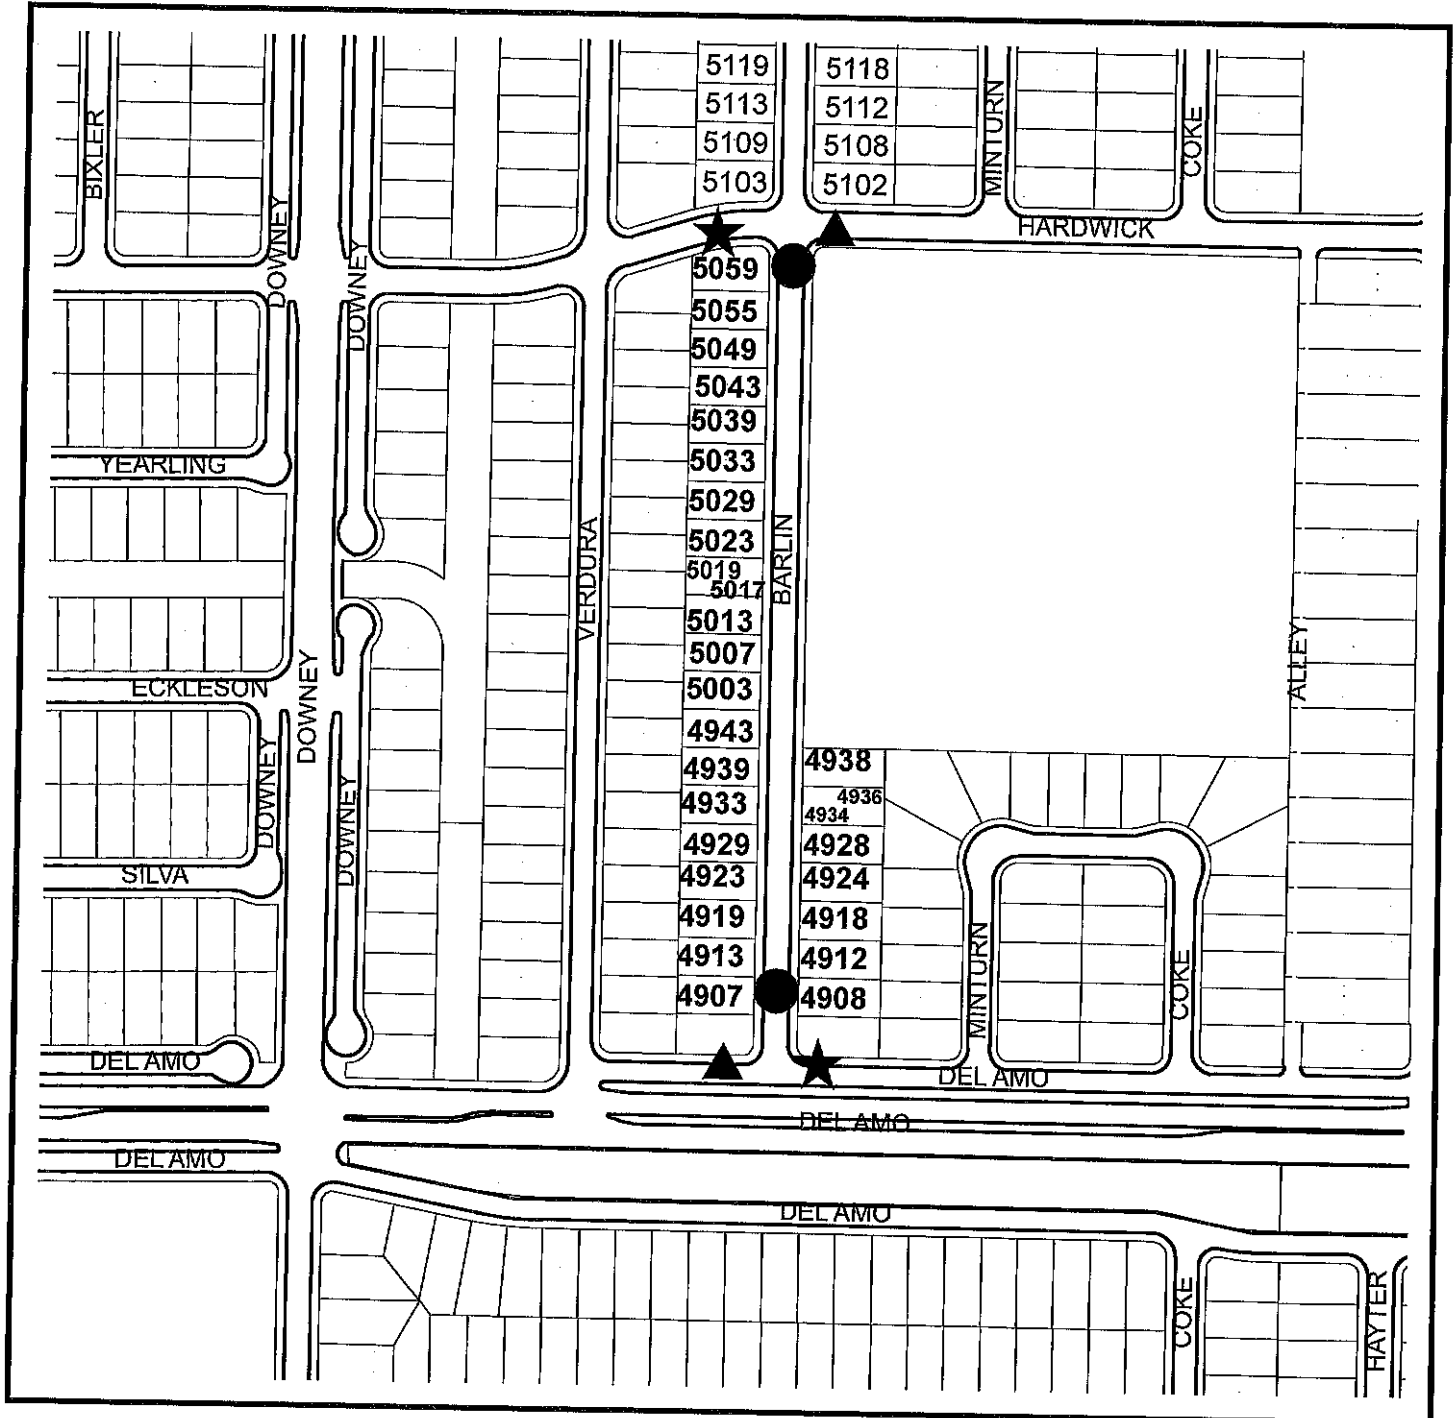 5119 5118
5113 5112
5109 5108
5103 5102
BIXLER
MINTURN
COKE
DOWNEY
DOWNEY
HARDWICK
5059
5055
5049
5043
5039
5033
5029
5023
5019
5017
5013
5007
5003
4943
4939
4933
4929
4923
4919
4913
4907
YEARLING
VERDURA
BARLIN
ALLEY
ECKLESON
DOWNEY
DOWNEY
DOWNEY
4938
4936
4934
4928
4924
4918
4912
4908
SILVA
MINTURN
COKE
DEL AMO
DEL AMO
DEL AMO
DEL AMO
DEL AMO
COKE
HAYTER